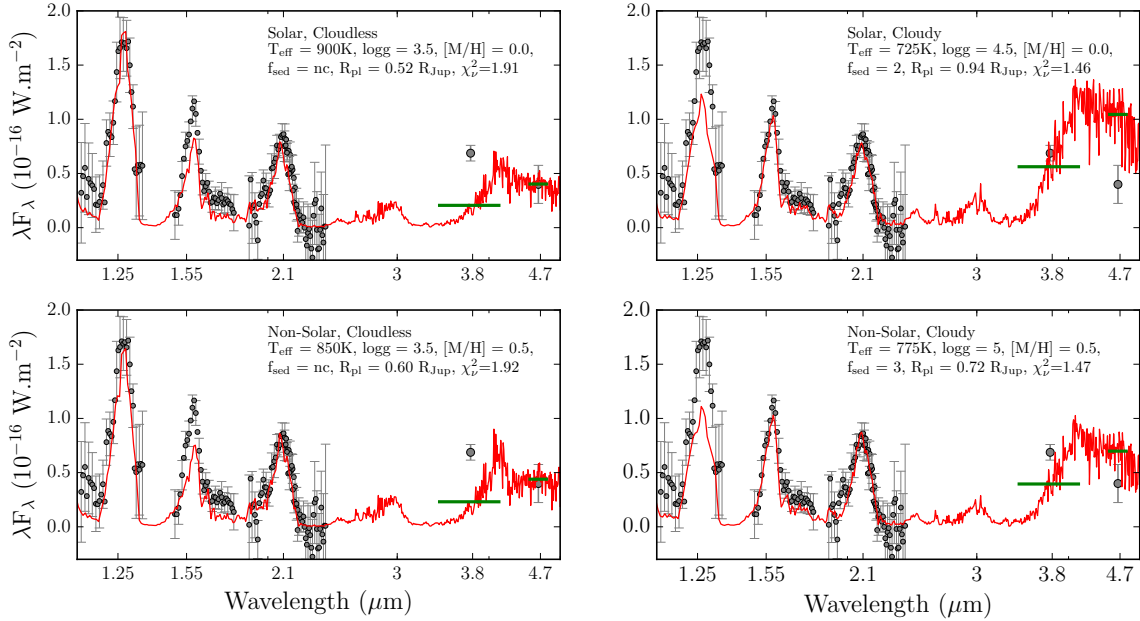 Solar, Cloudless
T_eff = 900K, logg = 3.5, [M/H] = 0.0,
f_sed = nc, R_pl = 0.52 R_Jup, χ²_ν=1.91
2.0
1.5
1.0
0.5
0.0
λF_λ (10⁻¹⁶ W.m⁻²)
1.25 1.55 2.1 3 3.8 4.7
Solar, Cloudy
T_eff = 725K, logg = 4.5, [M/H] = 0.0,
f_sed = 2, R_pl = 0.94 R_Jup, χ²_ν=1.46
2.0
1.5
1.0
0.5
0.0
1.25 1.55 2.1 3 3.8 4.7
Non-Solar, Cloudless
T_eff = 850K, logg = 3.5, [M/H] = 0.5,
f_sed = nc, R_pl = 0.60 R_Jup, χ²_ν=1.92
2.0
1.5
1.0
0.5
0.0
λF_λ (10⁻¹⁶ W.m⁻²)
1.25 1.55 2.1 3 3.8 4.7
Wavelength (μm)
Non-Solar, Cloudy
T_eff = 775K, logg = 5, [M/H] = 0.5,
f_sed = 3, R_pl = 0.72 R_Jup, χ²_ν=1.47
2.0
1.5
1.0
0.5
0.0
1.25 1.55 2.1 3 3.8 4.7
Wavelength (μm)